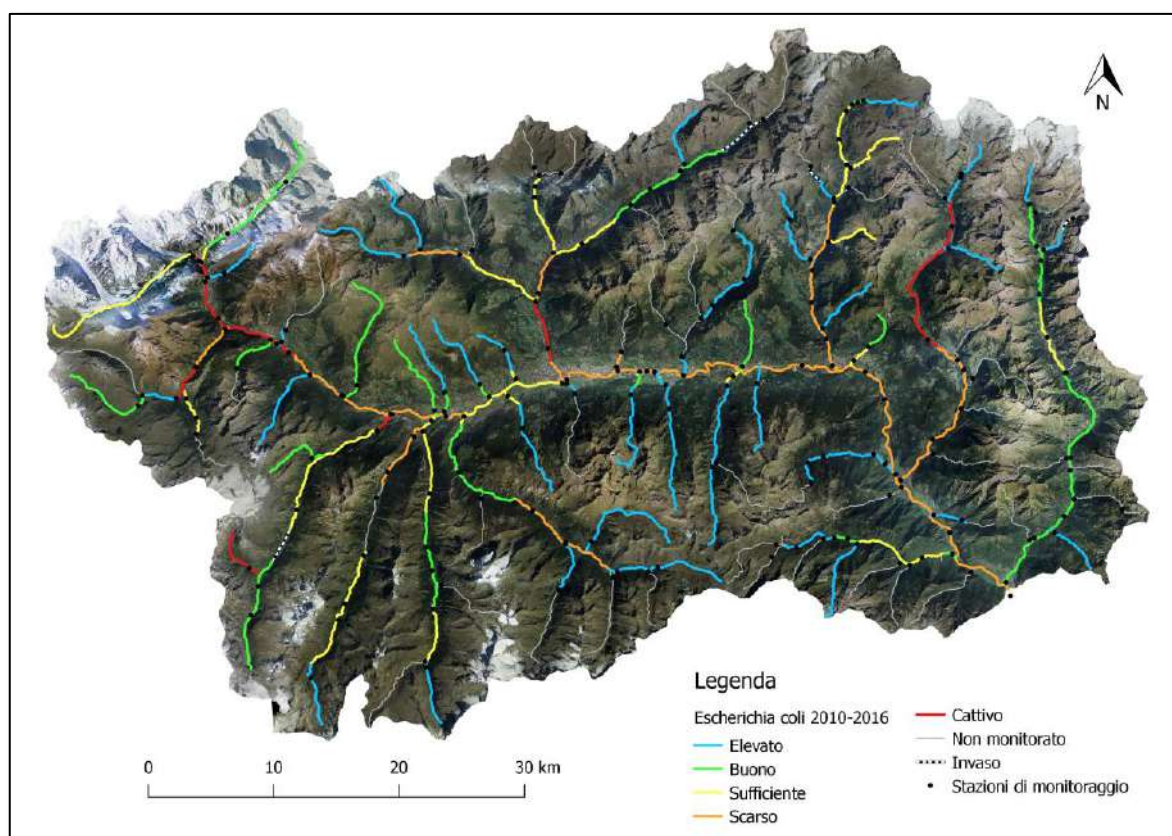 N
Legenda
Escherichia coli 2010-2016
Elevato
Buono
Sufficiente
Scarso
Cattivo
Non monitorato
Invaso
Stazioni di monitoraggio
0 10 20 30 km